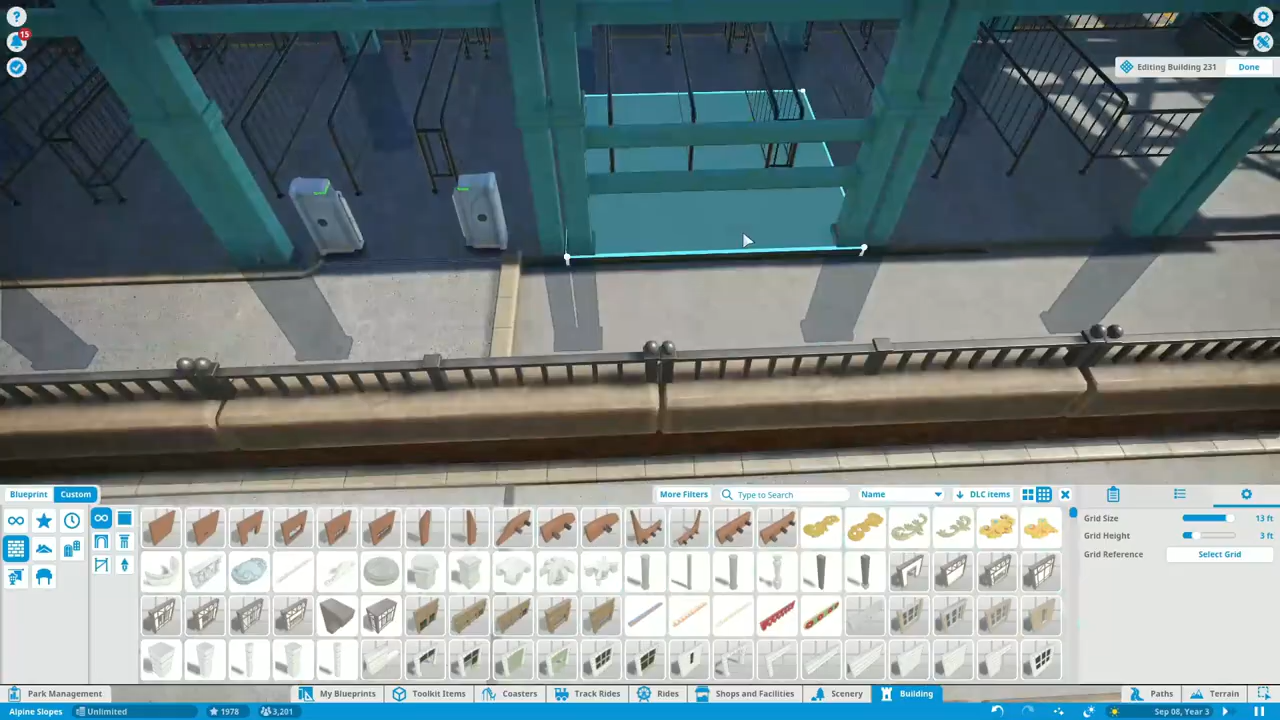 ?
15
Editing Building 231 Done
Blueprint Custom More Filters Type to Search Name DLC items
Grid Size 13 ft
Grid Height 3 ft
Grid Reference Select Grid
Park Management My Blueprints Toolkit Items Coasters Track Rides Rides Shops and Facilities Scenery Building Paths Terrain
Alpine Slopes Unlimited 1978 3,201 Sep 08, Year 3